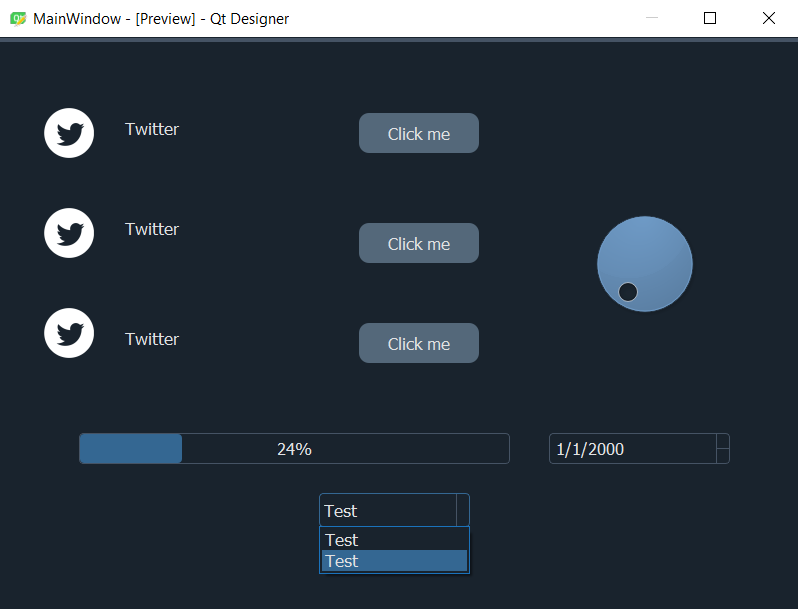 MainWindow - [Preview] - Qt Designer
Twitter
Click me
Twitter
Click me
Twitter
Click me
24%
1/1/2000
Test
Test
Test